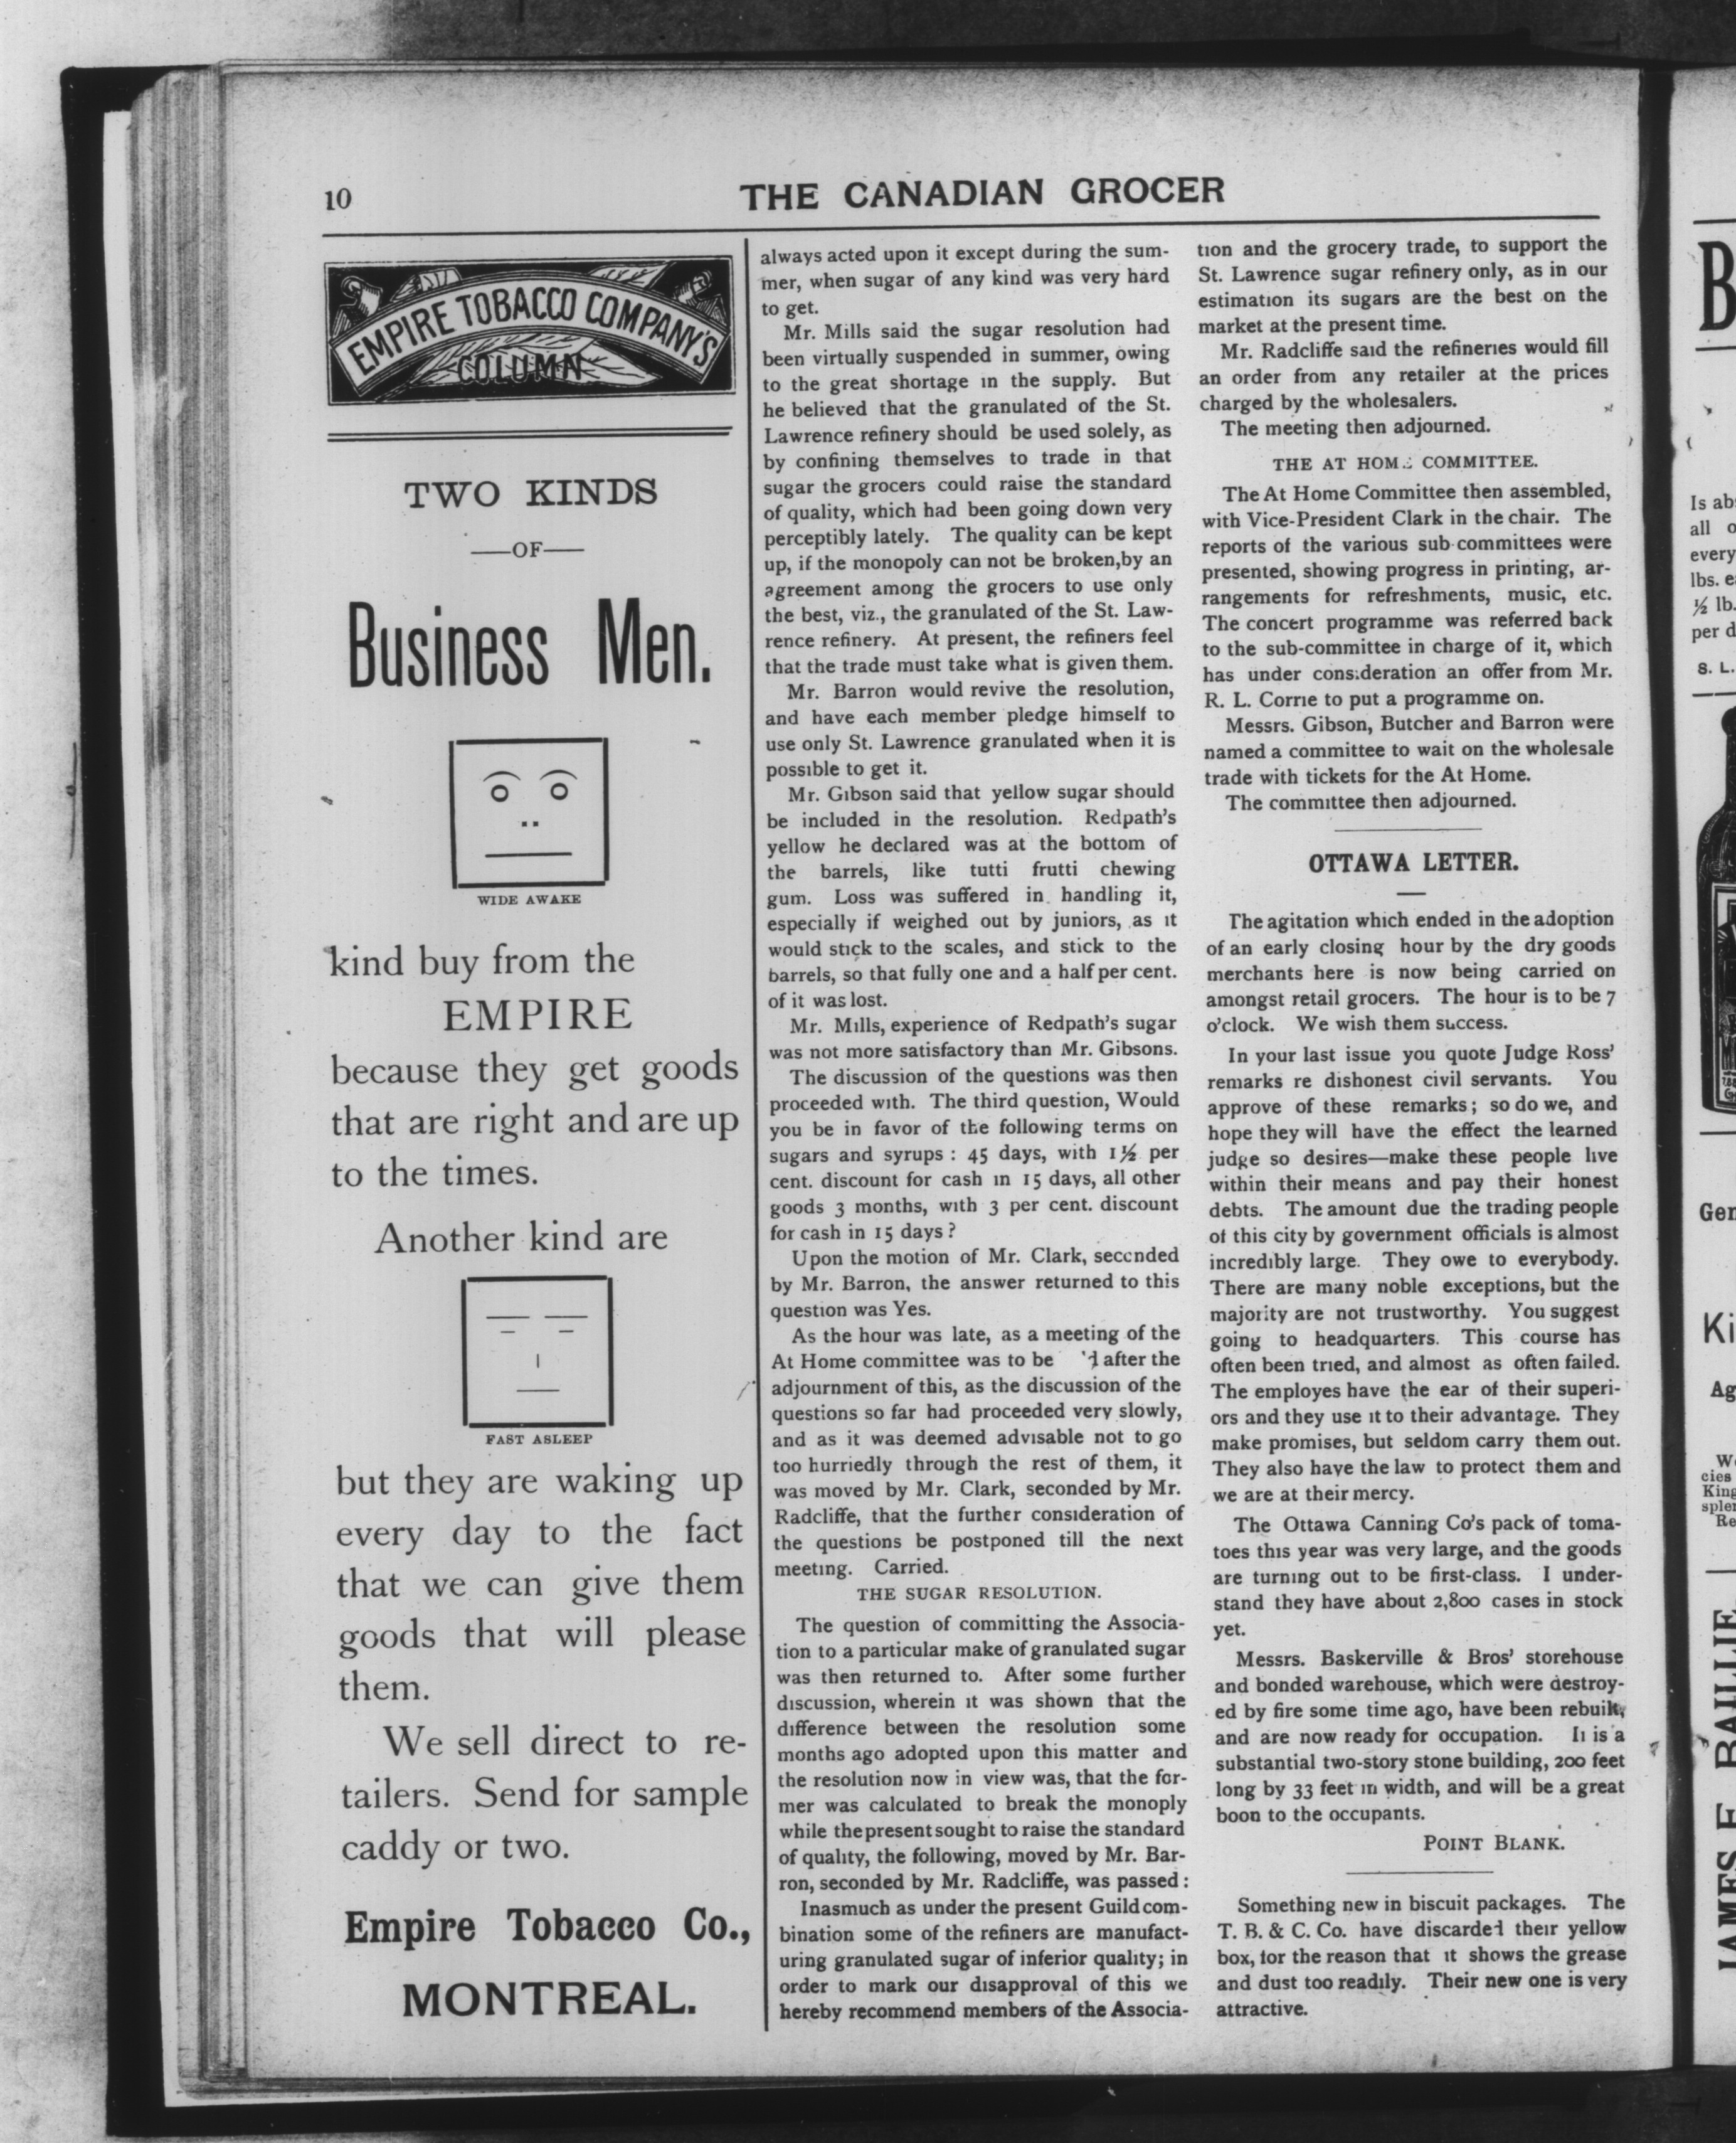 10
THE CANADIAN GROCER
EMPIRE TOBACCO COMPANY'S
COLUMN
TWO KINDS
—OF—
Business Men.
WIDE AWAKE
kind buy from the
EMPIRE
because they get goods
that are right and are up
to the times.
Another kind are
FAST ASLEEP
but they are waking up
every day to the fact
that we can give them
goods that will please
them.
We sell direct to re-
tailers. Send for sample
caddy or two.
Empire Tobacco Co.,
MONTREAL.
always acted upon it except during the sum-
mer, when sugar of any kind was very hard
to get.
Mr. Mills said the sugar resolution had
been virtually suspended in summer, owing
to the great shortage in the supply. But
he believed that the granulated of the St.
Lawrence refinery should be used solely, as
by confining themselves to trade in that
sugar the grocers could raise the standard
of quality, which had been going down very
perceptibly lately. The quality can be kept
up, if the monopoly can not be broken,by an
agreement among the grocers to use only
the best, viz., the granulated of the St. Law-
rence refinery. At present, the refiners feel
that the trade must take what is given them.
Mr. Barron would revive the resolution,
and have each member pledge himself to
use only St. Lawrence granulated when it is
possible to get it.
Mr. Gibson said that yellow sugar should
be included in the resolution. Redpath's
yellow he declared was at the bottom of
the barrels, like tutti frutti chewing
gum. Loss was suffered in handling it,
especially if weighed out by juniors, as it
would stick to the scales, and stick to the
barrels, so that fully one and a half per cent.
of it was lost.
Mr. Mills, experience of Redpath's sugar
was not more satisfactory than Mr. Gibsons.
The discussion of the questions was then
proceeded with. The third question, Would
you be in favor of the following terms on
sugars and syrups : 45 days, with 1½ per
cent. discount for cash in 15 days, all other
goods 3 months, with 3 per cent. discount
for cash in 15 days ?
Upon the motion of Mr. Clark, seconded
by Mr. Barron, the answer returned to this
question was Yes.
As the hour was late, as a meeting of the
At Home committee was to be after the
adjournment of this, as the discussion of the
questions so far had proceeded very slowly,
and as it was deemed advisable not to go
too hurriedly through the rest of them, it
was moved by Mr. Clark, seconded by Mr.
Radcliffe, that the further consideration of
the questions be postponed till the next
meeting. Carried.
THE SUGAR RESOLUTION.
The question of committing the Associa-
tion to a particular make of granulated sugar
was then returned to. After some further
discussion, wherein it was shown that the
difference between the resolution some
months ago adopted upon this matter and
the resolution now in view was, that the for-
mer was calculated to break the monoply
while the present sought to raise the standard
of quality, the following, moved by Mr. Bar-
ron, seconded by Mr. Radcliffe, was passed :
Inasmuch as under the present Guild com-
bination some of the refiners are manufact-
uring granulated sugar of inferior quality; in
order to mark our disapproval of this we
hereby recommend members of the Associa-
tion and the grocery trade, to support the
St. Lawrence sugar refinery only, as in our
estimation its sugars are the best on the
market at the present time.
Mr. Radcliffe said the refineries would fill
an order from any retailer at the prices
charged by the wholesalers.
The meeting then adjourned.
THE AT HOME COMMITTEE.
The At Home Committee then assembled,
with Vice-President Clark in the chair. The
reports of the various sub-committees were
presented, showing progress in printing, ar-
rangements for refreshments, music, etc.
The concert programme was referred back
to the sub-committee in charge of it, which
has under consideration an offer from Mr.
R. L. Corrie to put a programme on.
Messrs. Gibson, Butcher and Barron were
named a committee to wait on the wholesale
trade with tickets for the At Home.
The committee then adjourned.
OTTAWA LETTER.
The agitation which ended in the adoption
of an early closing hour by the dry goods
merchants here is now being carried on
amongst retail grocers. The hour is to be 7
o'clock. We wish them success.
In your last issue you quote Judge Ross'
remarks re dishonest civil servants. You
approve of these remarks ; so do we, and
hope they will have the effect the learned
judge so desires—make these people live
within their means and pay their honest
debts. The amount due the trading people
of this city by government officials is almost
incredibly large. They owe to everybody.
There are many noble exceptions, but the
majority are not trustworthy. You suggest
going to headquarters. This course has
often been tried, and almost as often failed.
The employes have the ear of their superi-
ors and they use it to their advantage. They
make promises, but seldom carry them out.
They also have the law to protect them and
we are at their mercy.
The Ottawa Canning Co's pack of toma-
toes this year was very large, and the goods
are turning out to be first-class. I under-
stand they have about 2,800 cases in stock
yet.
Messrs. Baskerville & Bros' storehouse
and bonded warehouse, which were destroy-
ed by fire some time ago, have been rebuilt,
and are now ready for occupation. It is a
substantial two-story stone building, 200 feet
long by 33 feet in width, and will be a great
boon to the occupants.
POINT BLANK.
Something new in biscuit packages. The
T. B. & C. Co. have discarded their yellow
box, for the reason that it shows the grease
and dust too readily. Their new one is very
attractive.